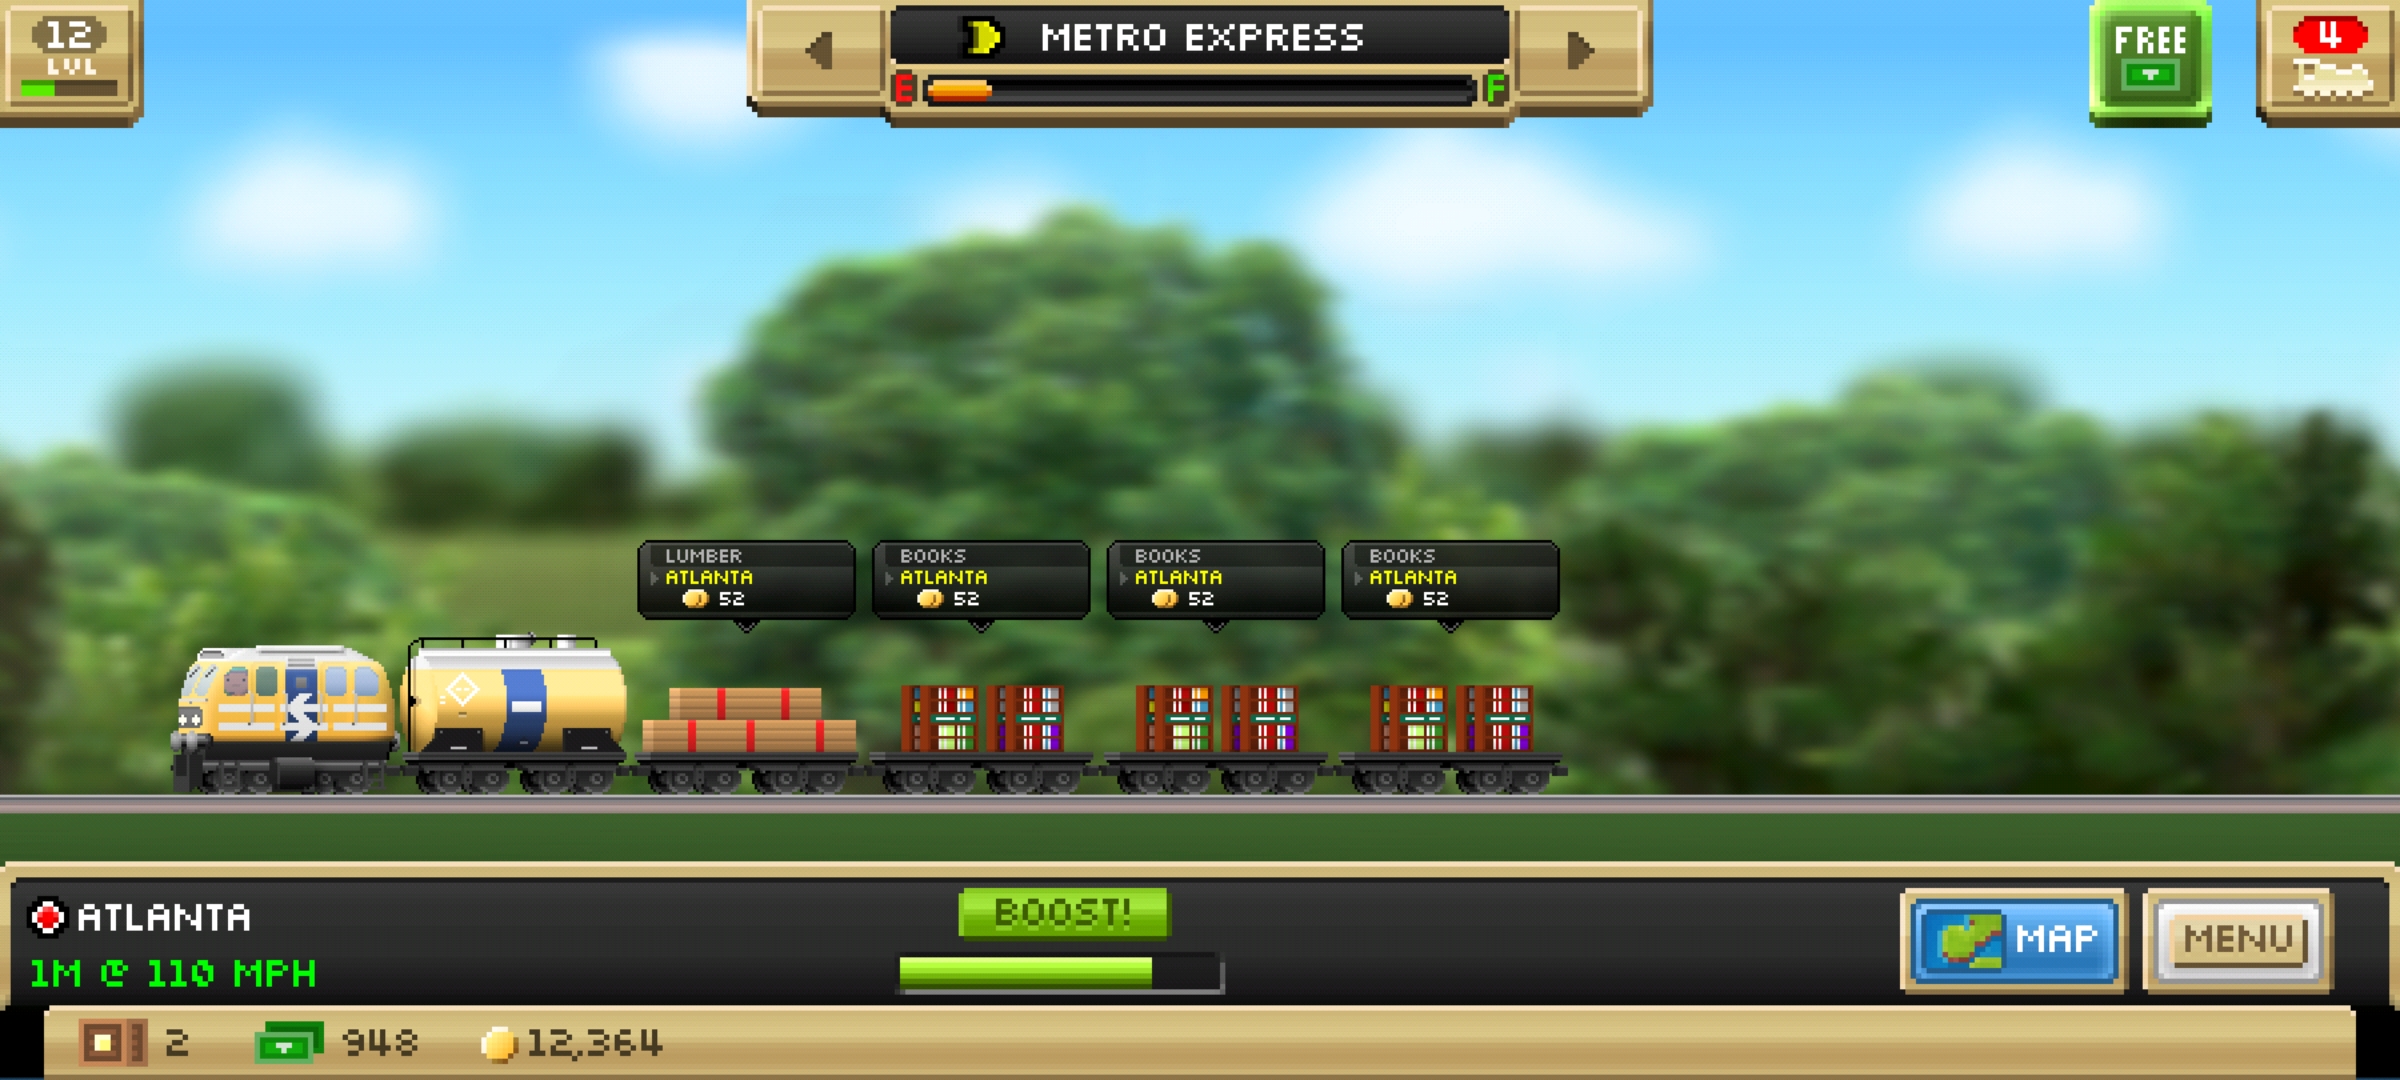 12
LVL
METRO EXPRESS
E F
FREE
4
LUMBER
ATLANTA
52
BOOKS
ATLANTA
52
BOOKS
ATLANTA
52
BOOKS
ATLANTA
52
ATLANTA
1M @ 110 MPH
BOOST!
MAP
MENU
2 948 12,364